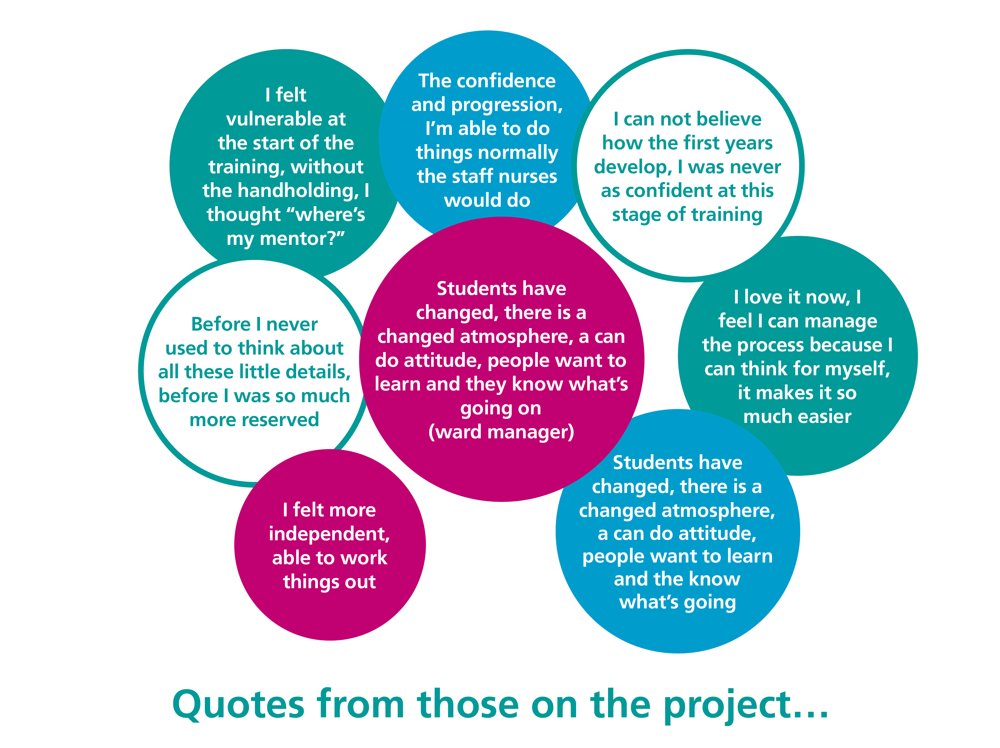 I felt
vulnerable at
the start of the
training, without
the handholding, I
thought “where’s
my mentor?”
The confidence
and progression,
I’m able to do
things normally
the staff nurses
would do
I can not believe
how the first years
develop, I was never
as confident at this
stage of training
Before I never
used to think about
all these little details,
before I was so much
more reserved
Students have
changed, there is a
changed atmosphere, a can
do attitude, people want to
learn and they know what’s
going on
(ward manager)
I love it now, I
feel I can manage
the process because I
can think for myself,
it makes it so
much easier
I felt more
independent,
able to work
things out
Students have
changed, there is a
changed atmosphere,
a can do attitude,
people want to learn
and the know
what’s going
Quotes from those on the project...